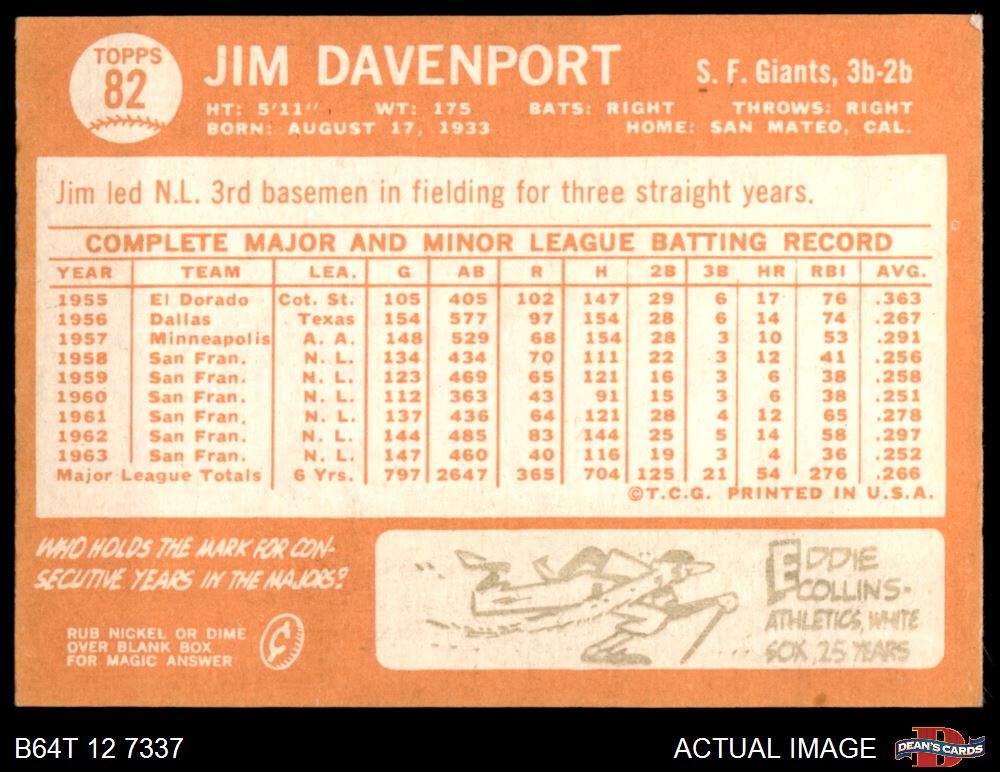 TOPPS
82
JIM DAVENPORT
S. F. Giants, 3b-2b
HT: 5'11" WT: 175 BATS: RIGHT THROWS: RIGHT
BORN: AUGUST 17, 1933 HOME: SAN MATEO, CAL.
Jim led N.L. 3rd basemen in fielding for three straight years.
COMPLETE MAJOR AND MINOR LEAGUE BATTING RECORD
YEAR TEAM LEA. G AB R H 2B 3B HR RBI AVG.
1955 El Dorado Cot. St. 105 405 102 147 29 6 17 76 .363
1956 Dallas Texas 154 577 97 154 28 6 14 74 .267
1957 Minneapolis A. A. 148 529 68 154 28 3 10 53 .291
1958 San Fran. N. L. 134 434 70 111 22 3 12 41 .256
1959 San Fran. N. L. 123 469 65 121 16 3 6 38 .258
1960 San Fran. N. L. 112 363 43 91 15 3 6 38 .251
1961 San Fran. N. L. 137 436 64 121 28 4 12 65 .278
1962 San Fran. N. L. 144 485 83 144 25 5 14 58 .297
1963 San Fran. N. L. 147 460 40 116 19 3 4 36 .252
Major League Totals 6 Yrs. 797 2647 365 704 125 21 54 276 .266
©T.C.G. PRINTED IN U.S.A.
WHO HOLDS THE MARK FOR CON-
SECUTIVE YEARS IN THE MAJORS?
RUB NICKEL OR DIME
OVER BLANK BOX
FOR MAGIC ANSWER
EDDIE
COLLINS-
ATHLETICS, WHITE
SOX, 25 YEARS
B64T 12 7337
ACTUAL IMAGE
D
DEAN'S CARDS